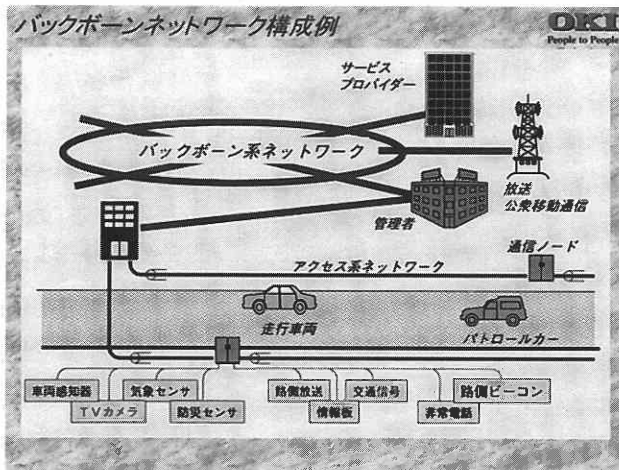 バックボーンネットワーク構成例
OKI
People to People
サービス
プロバイダー
バックボーン系ネットワーク
放送
公衆移動通信
管理者
通信ノード
アクセス系ネットワーク
走行車両
パトロールカー
車両感知器
気象センサ
路側放送
交通信号
路側ビーコン
TVカメラ
防災センサ
情報板
非常電話